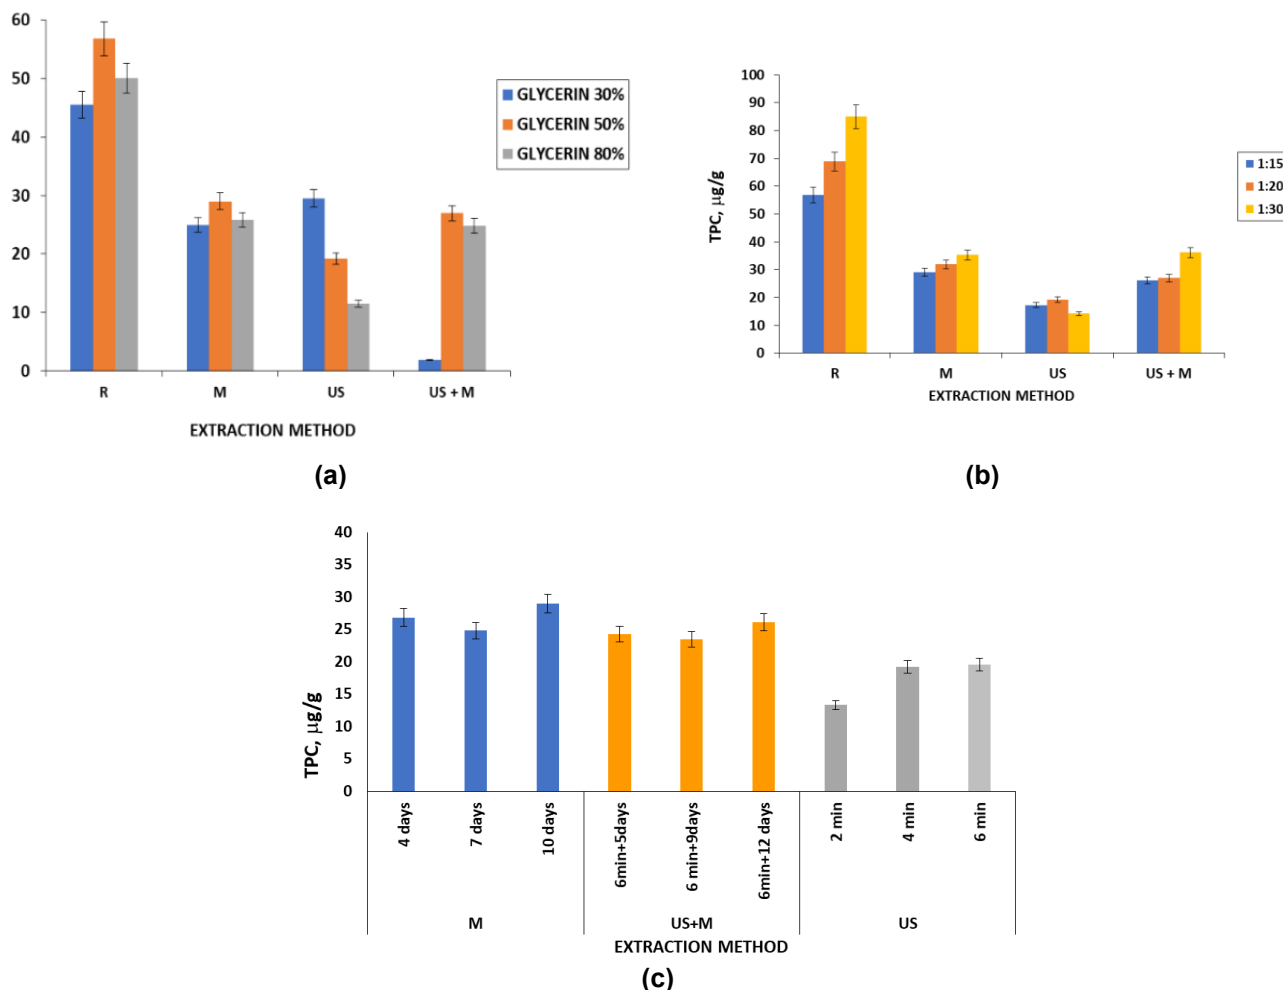 60
50
40
30
20
10
0
R M US US + M
EXTRACTION METHOD
GLYCERIN 30%
GLYCERIN 50%
GLYCERIN 80%
(a)
TPC, µg/g
100
90
80
70
60
50
40
30
20
10
0
R M US US + M
EXTRACTION METHOD
1:15
1:20
1:30
(b)
TPC, µg/g
40
35
30
25
20
15
10
5
0
4 days
7 days
10 days
6min+5days
6 min+9days
6min+12 days
2 min
4 min
6 min
M US+M US
EXTRACTION METHOD
(c)